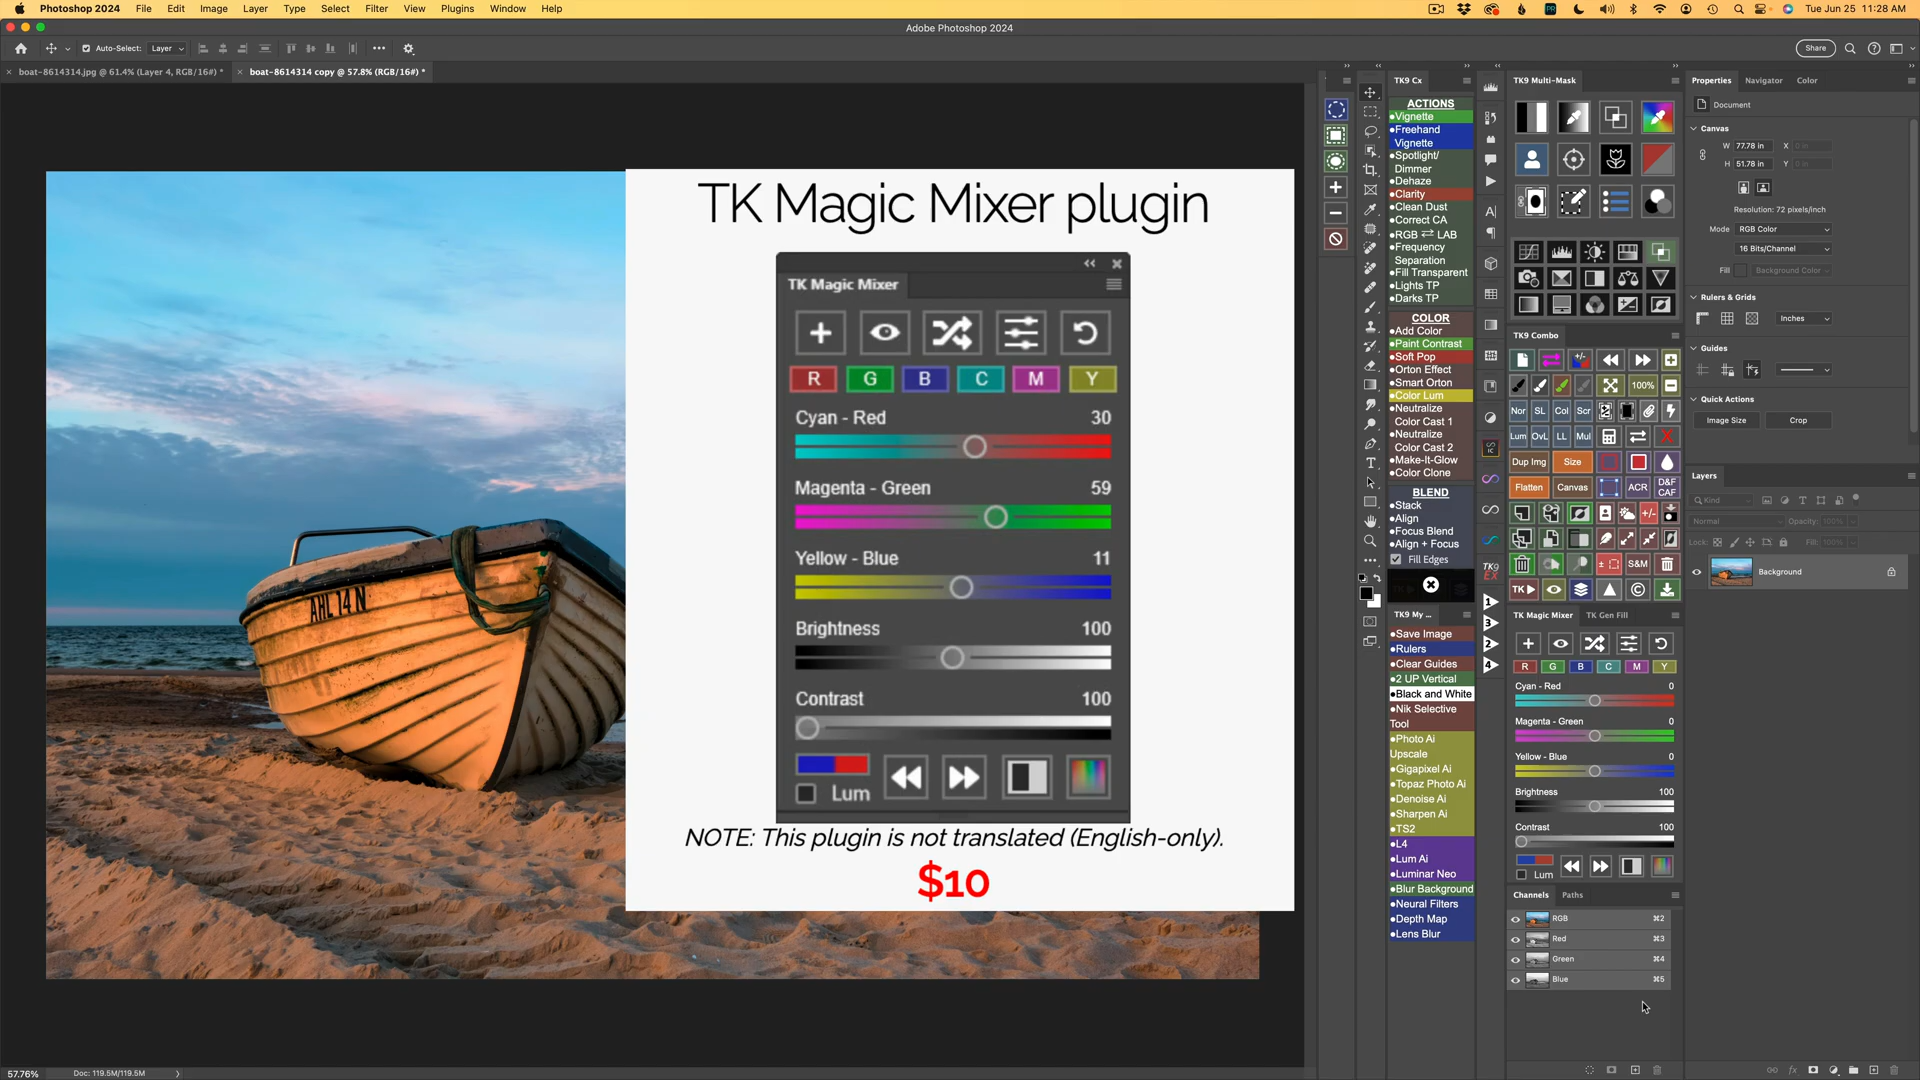 Photoshop 2024 File Edit Image Layer Type Select Filter View Plugins Window Help
Tue Jun 25 11:28 AM
Adobe Photoshop 2024
Auto-Select: Layer
Share
boat-8614314.jpg @ 61.4% (Layer 4, RGB/16#) *
boat-8614314 copy @ 57.8% (RGB/16#) *
TK Magic Mixer plugin
TK Magic Mixer
R G B C M Y
Cyan - Red 30
Magenta - Green 59
Yellow - Blue 11
Brightness 100
Contrast 100
Lum
NOTE: This plugin is not translated (English-only).
$10
AHL 14 N
TK9 Cx
ACTIONS
Vignette
Freehand
Vignette
Spotlight/
Dimmer
Dehaze
Clarity
Clean Dust
Correct CA
RGB ⇄ LAB
Frequency
Separation
Fill Transparent
Lights TP
Darks TP
COLOR
Add Color
Paint Contrast
Soft Pop
Orton Effect
Smart Orton
Color Lum
Neutralize
Color Cast 1
Neutralize
Color Cast 2
Make-It-Glow
Color Clone
BLEND
Stack
Align
Focus Blend
Align + Focus
Fill Edges
TK9 My ...
Save Image
Rulers
Clear Guides
2 UP Vertical
Black and White
Nik Selective
Tool
Photo Ai
Upscale
Gigapixel Ai
Topaz Photo Ai
Denoise Ai
Sharpen Ai
TS2
L4
Lum Ai
Luminar Neo
Blur Background
Neural Filters
Depth Map
Lens Blur
TK9
EX
1
3
2
4
TK9 Multi-Mask
TK9 Combo
100%
Nor SL Col Scr
Lum OvL LL Mul
Dup Img Size
Flatten Canvas ACR D&F
CAF
S&M
TK
TK Magic Mixer TK Gen Fill
R G B C M Y
Cyan - Red 0
Magenta - Green 0
Yellow - Blue 0
Brightness 100
Contrast 100
Lum
Channels Paths
RGB ⌘2
Red ⌘3
Green ⌘4
Blue ⌘5
Properties Navigator Color
Document
Canvas
W 77.78 in X 0 in
H 51.78 in Y 0 in
Resolution: 72 pixels/inch
Mode RGB Color
16 Bits/Channel
Fill Background Color
Rulers & Grids
Inches
Guides
Quick Actions
Image Size Crop
Layers
Kind
Normal Opacity: 100%
Lock: Fill: 100%
Background
57.76% Doc: 119.5M/119.5M